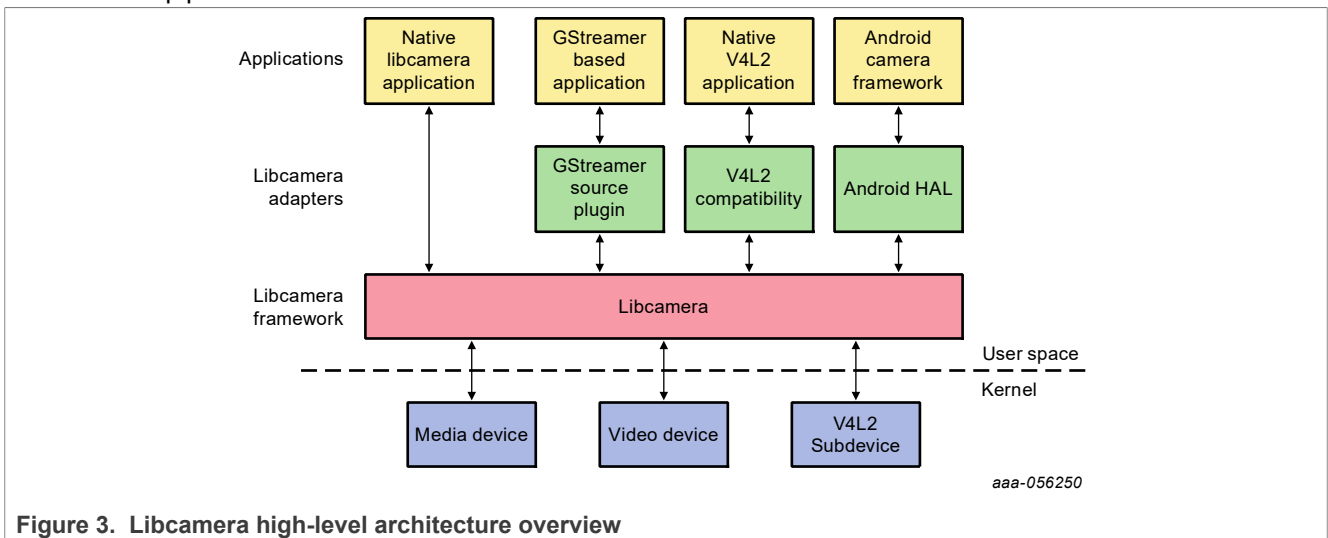 Applications
Native
libcamera
application
GStreamer
based
application
Native
V4L2
application
Android
camera
framework
Libcamera
adapters
GStreamer
source
plugin
V4L2
compatibility
Android HAL
Libcamera
framework
Libcamera
User space
Kernel
Media device
Video device
V4L2
Subdevice
aaa-056250
Figure 3. Libcamera high-level architecture overview